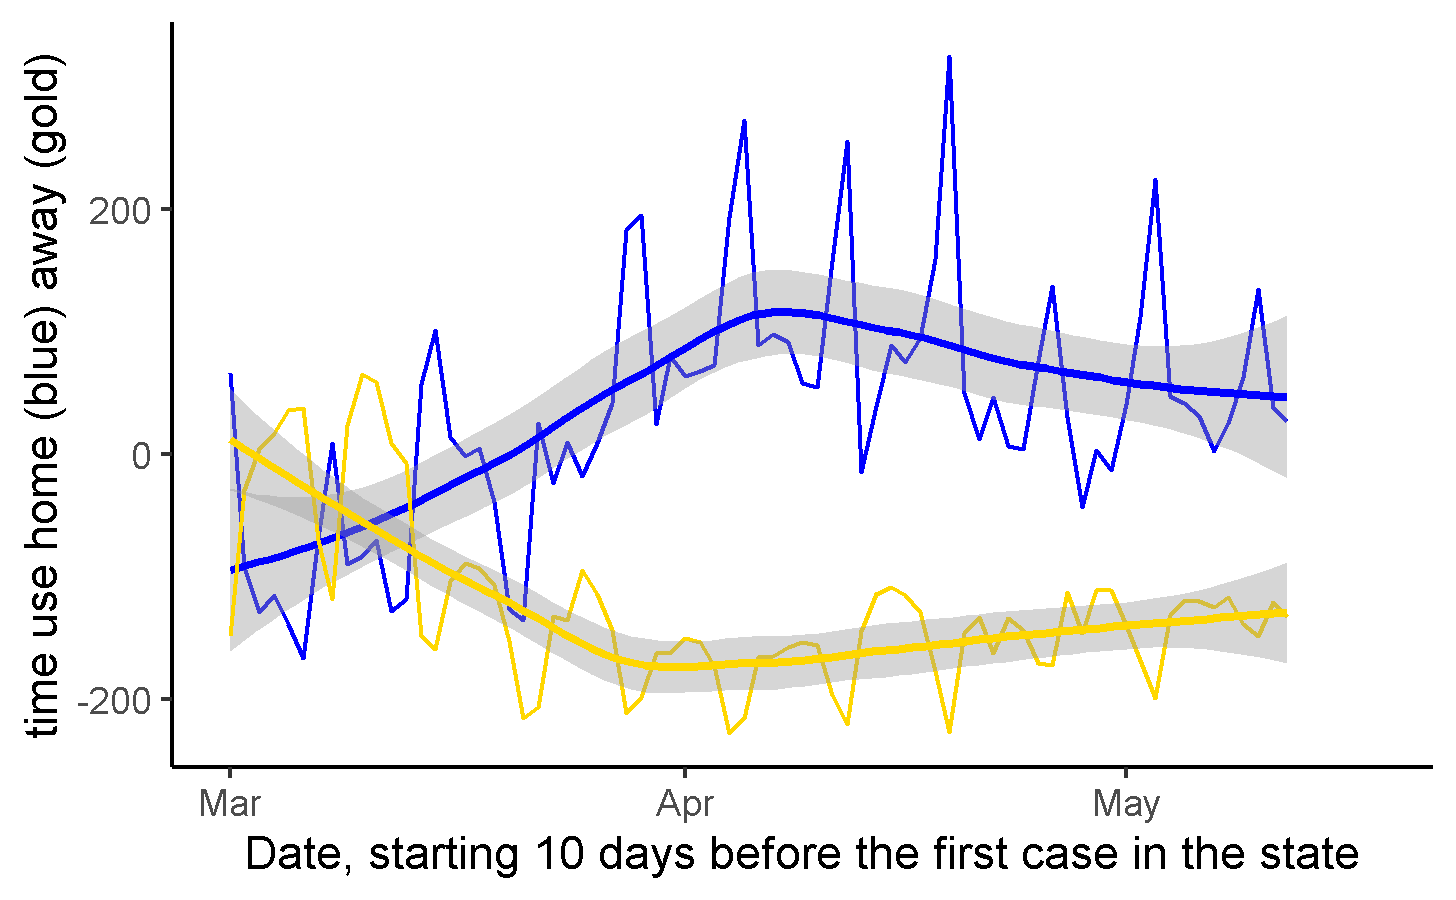 time use home (blue) away (gold)
200
0
-200
Mar
Apr
May
Date, starting 10 days before the first case in the state